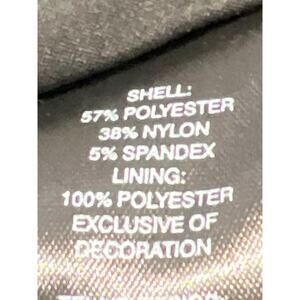 SHELL:
57% POLYESTER
38% NYLON
5% SPANDEX
LINING:
100% POLYESTER
EXCLUSIVE OF
DECORATION